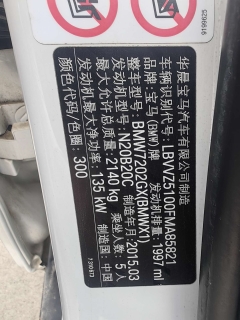 华晨宝马汽车有限公司制造
车辆识别代号：LBVVZ5100FMA85821
品牌：宝马(BMW)牌 发动机排量：1997 ml
整车型号：BMW7202GX(BMWX1)
发动机型号：N20B20C 制造年月：2015.03
最大允许总质量：2140 kg 乘坐人数：5 人
发动机最大净功率：135 kW 制造国：中国
颜色代号：300